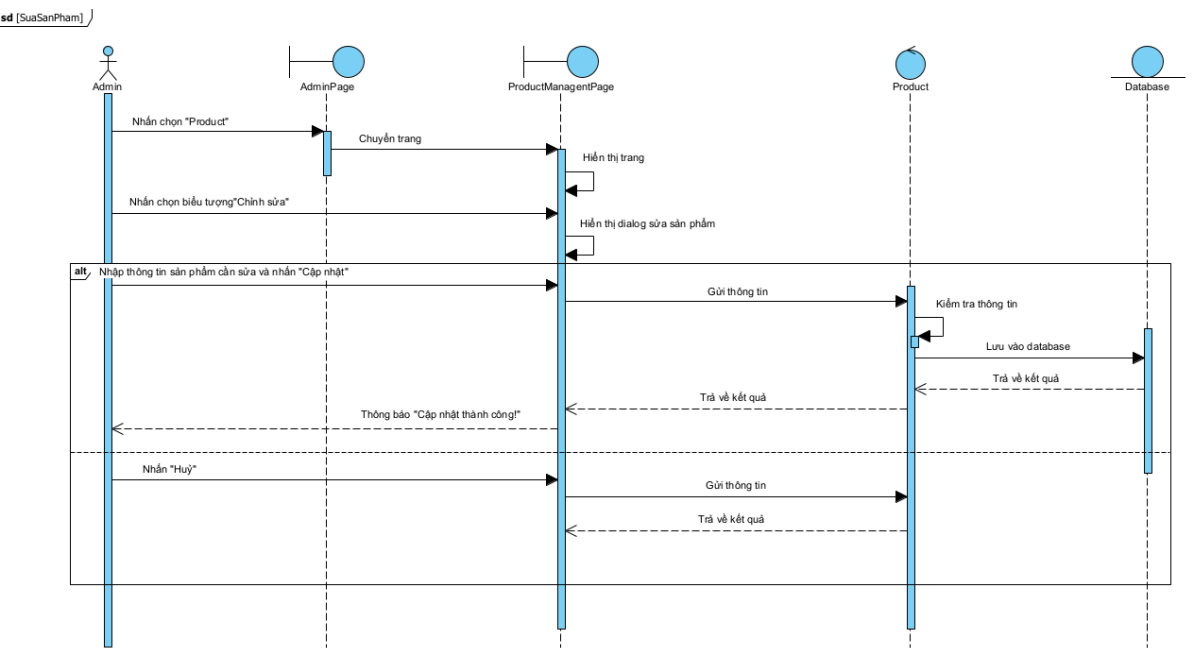 sd [SuaSanPham]
Admin
AdminPage
ProductManagentPage
Product
Database
Nhấn chọn "Product"
Chuyển trang
Hiển thị trang
Nhấn chọn biểu tượng"Chỉnh sửa"
Hiển thị dialog sửa sản phẩm
alt
Nhập thông tin sản phẩm cần sửa và nhấn "Cập nhật"
Gửi thông tin
Kiểm tra thông tin
Lưu vào database
Trả về kết quả
Trả về kết quả
Thông báo "Cập nhật thành công!"
Nhấn "Huỷ"
Gửi thông tin
Trả về kết quả